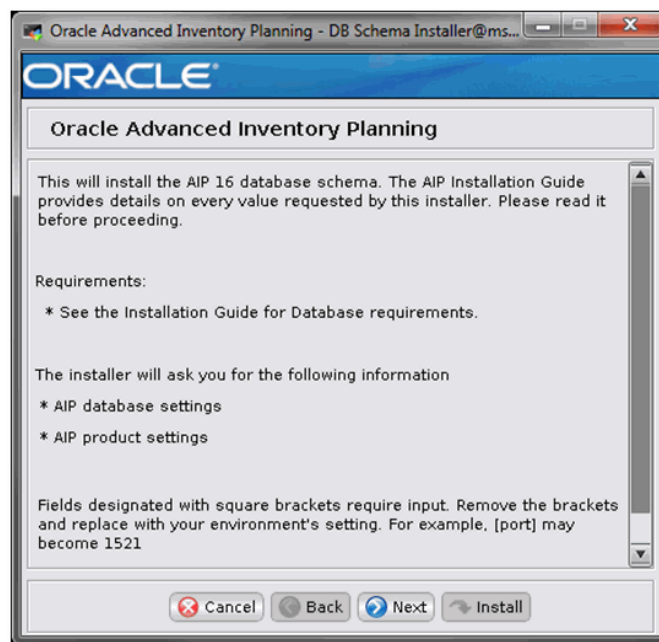 Oracle Advanced Inventory Planning - DB Schema Installer@ms...
ORACLE®
Oracle Advanced Inventory Planning
This will install the AIP 16 database schema. The AIP Installation Guide
provides details on every value requested by this installer. Please read it
before proceeding.
Requirements:
* See the Installation Guide for Database requirements.
The installer will ask you for the following information
* AIP database settings
* AIP product settings
Fields designated with square brackets require input. Remove the brackets
and replace with your environment's setting. For example, [port] may
become 1521
Cancel Back Next Install